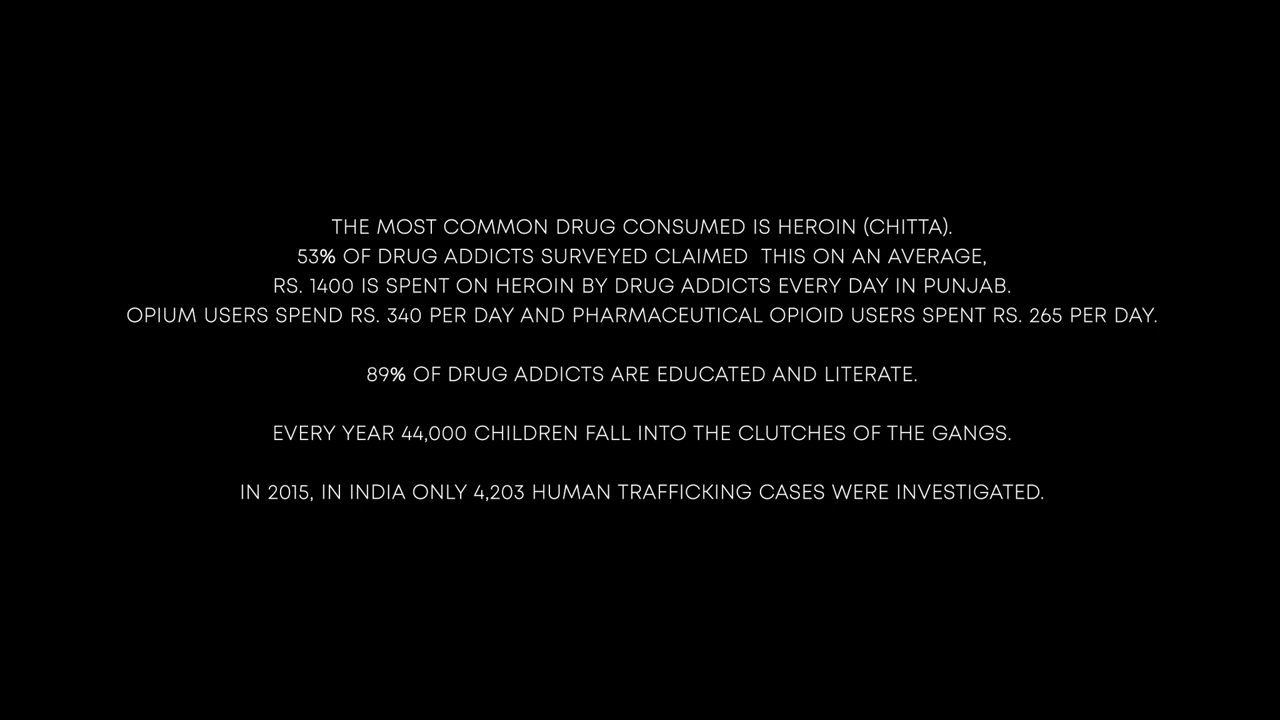 THE MOST COMMON DRUG CONSUMED IS HEROIN (CHITTA).
53% OF DRUG ADDICTS SURVEYED CLAIMED  THIS ON AN AVERAGE,
RS. 1400 IS SPENT ON HEROIN BY DRUG ADDICTS EVERY DAY IN PUNJAB.
OPIUM USERS SPEND RS. 340 PER DAY AND PHARMACEUTICAL OPIOID USERS SPENT RS. 265 PER DAY.
89% OF DRUG ADDICTS ARE EDUCATED AND LITERATE.
EVERY YEAR 44,000 CHILDREN FALL INTO THE CLUTCHES OF THE GANGS.
IN 2015, IN INDIA ONLY 4,203 HUMAN TRAFFICKING CASES WERE INVESTIGATED.